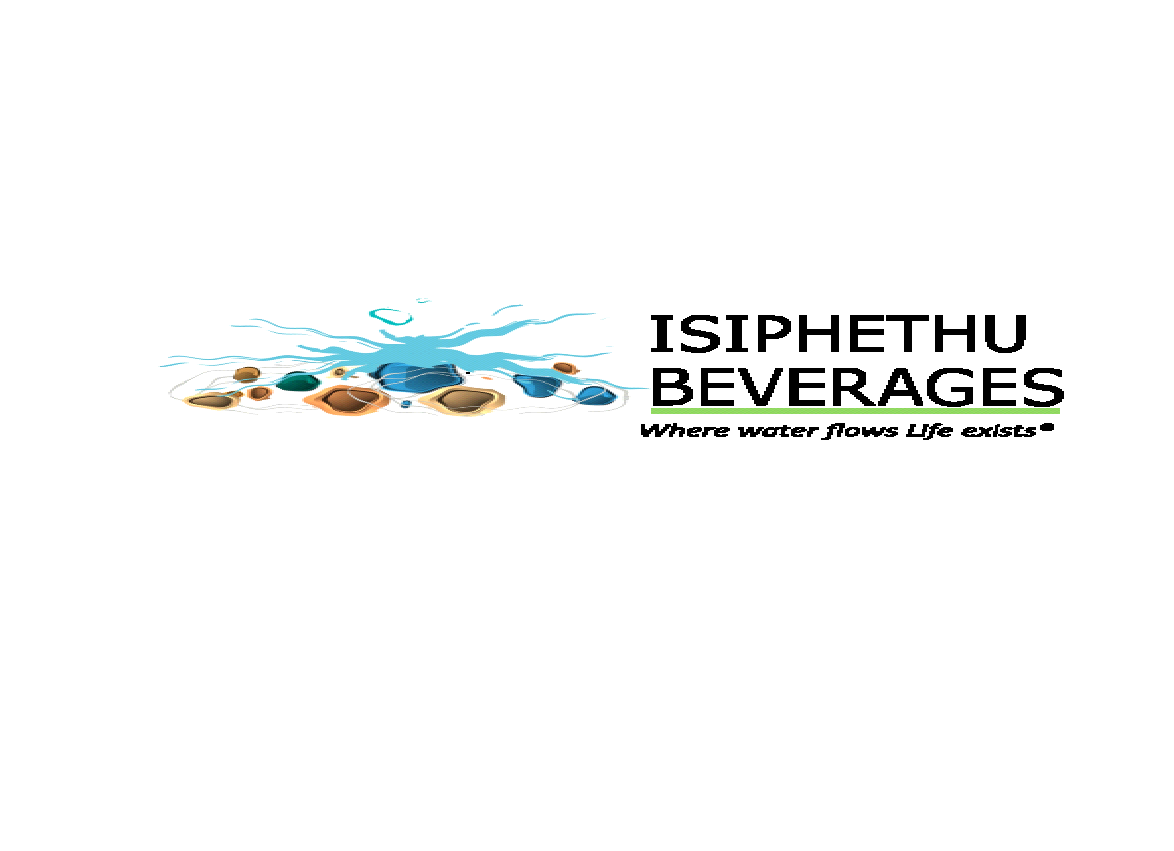 ISIPHETHU
BEVERAGES
Where water flows Life exists®